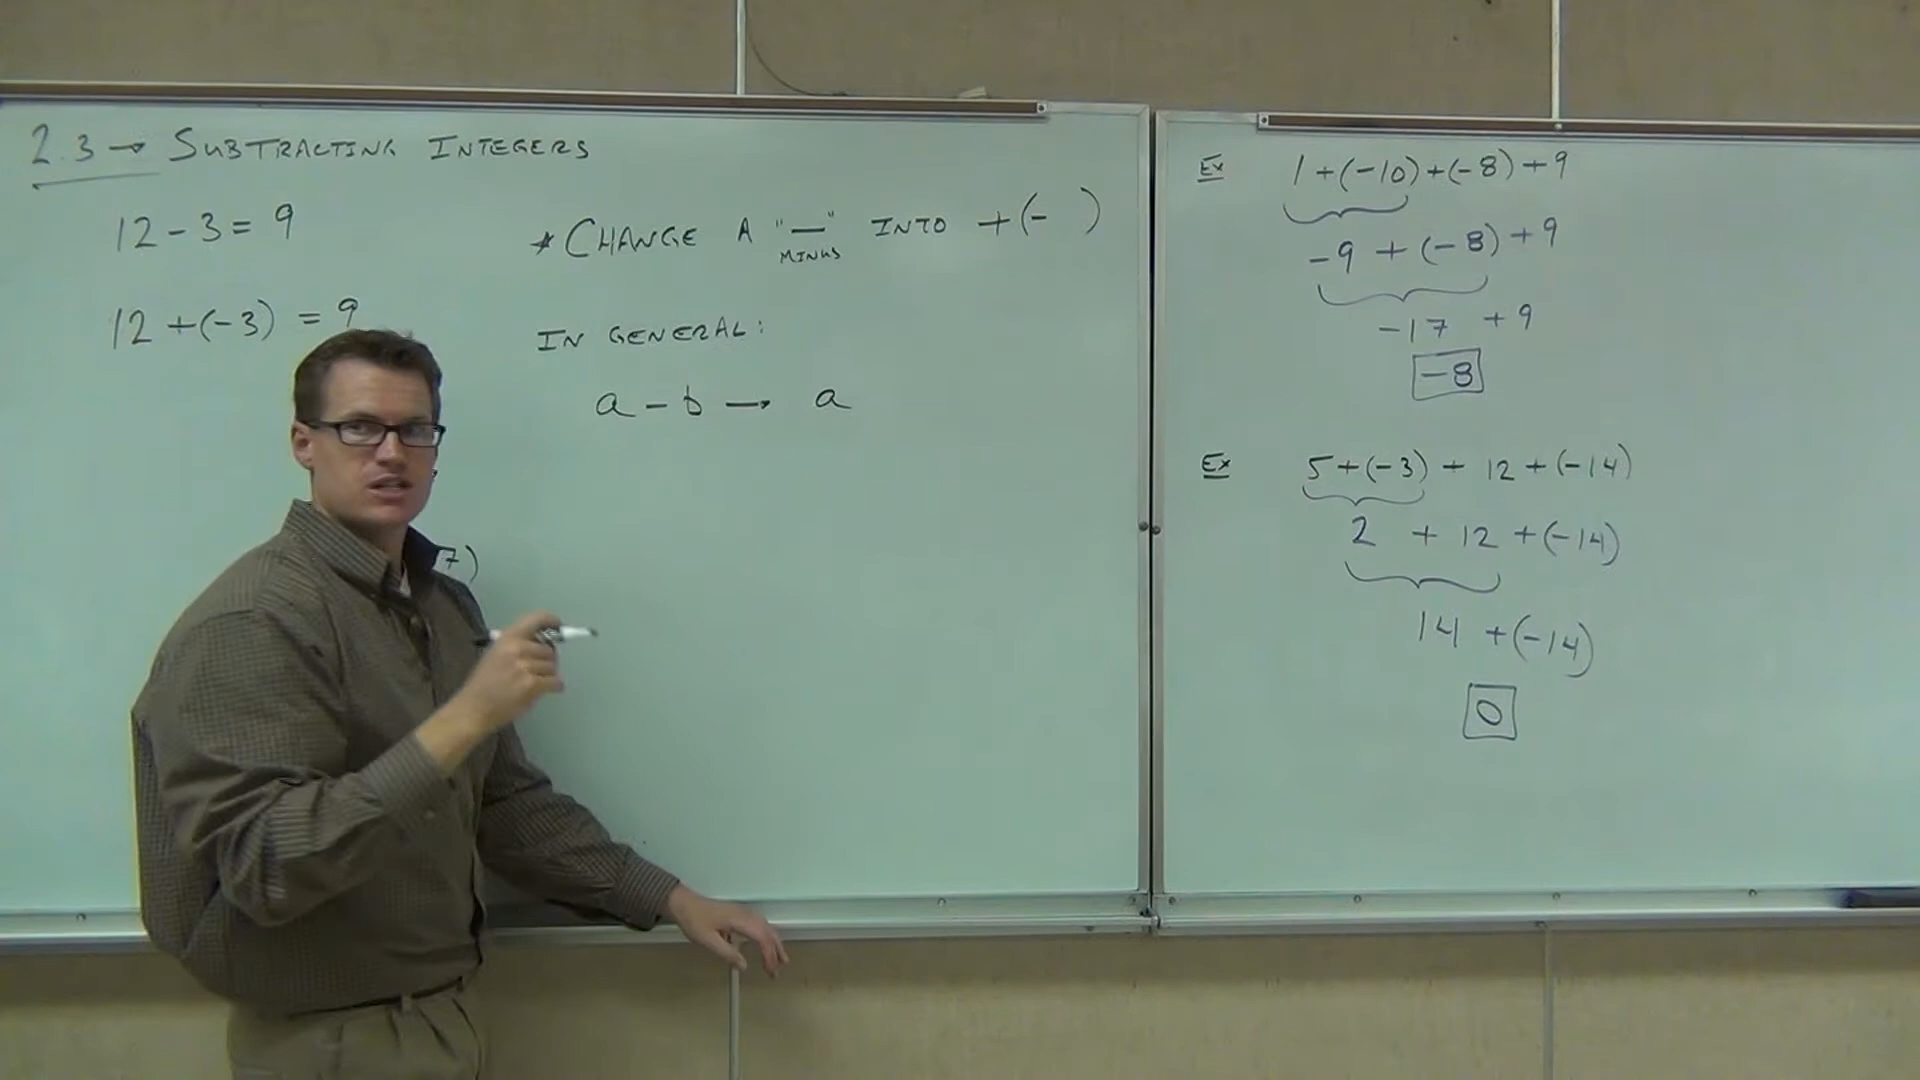 2.3 → SUBTRACTING INTEGERS
12 - 3 = 9
12 + (-3) = 9
7)
* CHANGE A "—" INTO + (-   )
MINUS
IN GENERAL:
a - b → a
Ex 1 + (-10) + (-8) + 9
-9 + (-8) + 9
-17 + 9
-8
Ex 5 + (-3) + 12 + (-14)
2 + 12 + (-14)
14 + (-14)
0